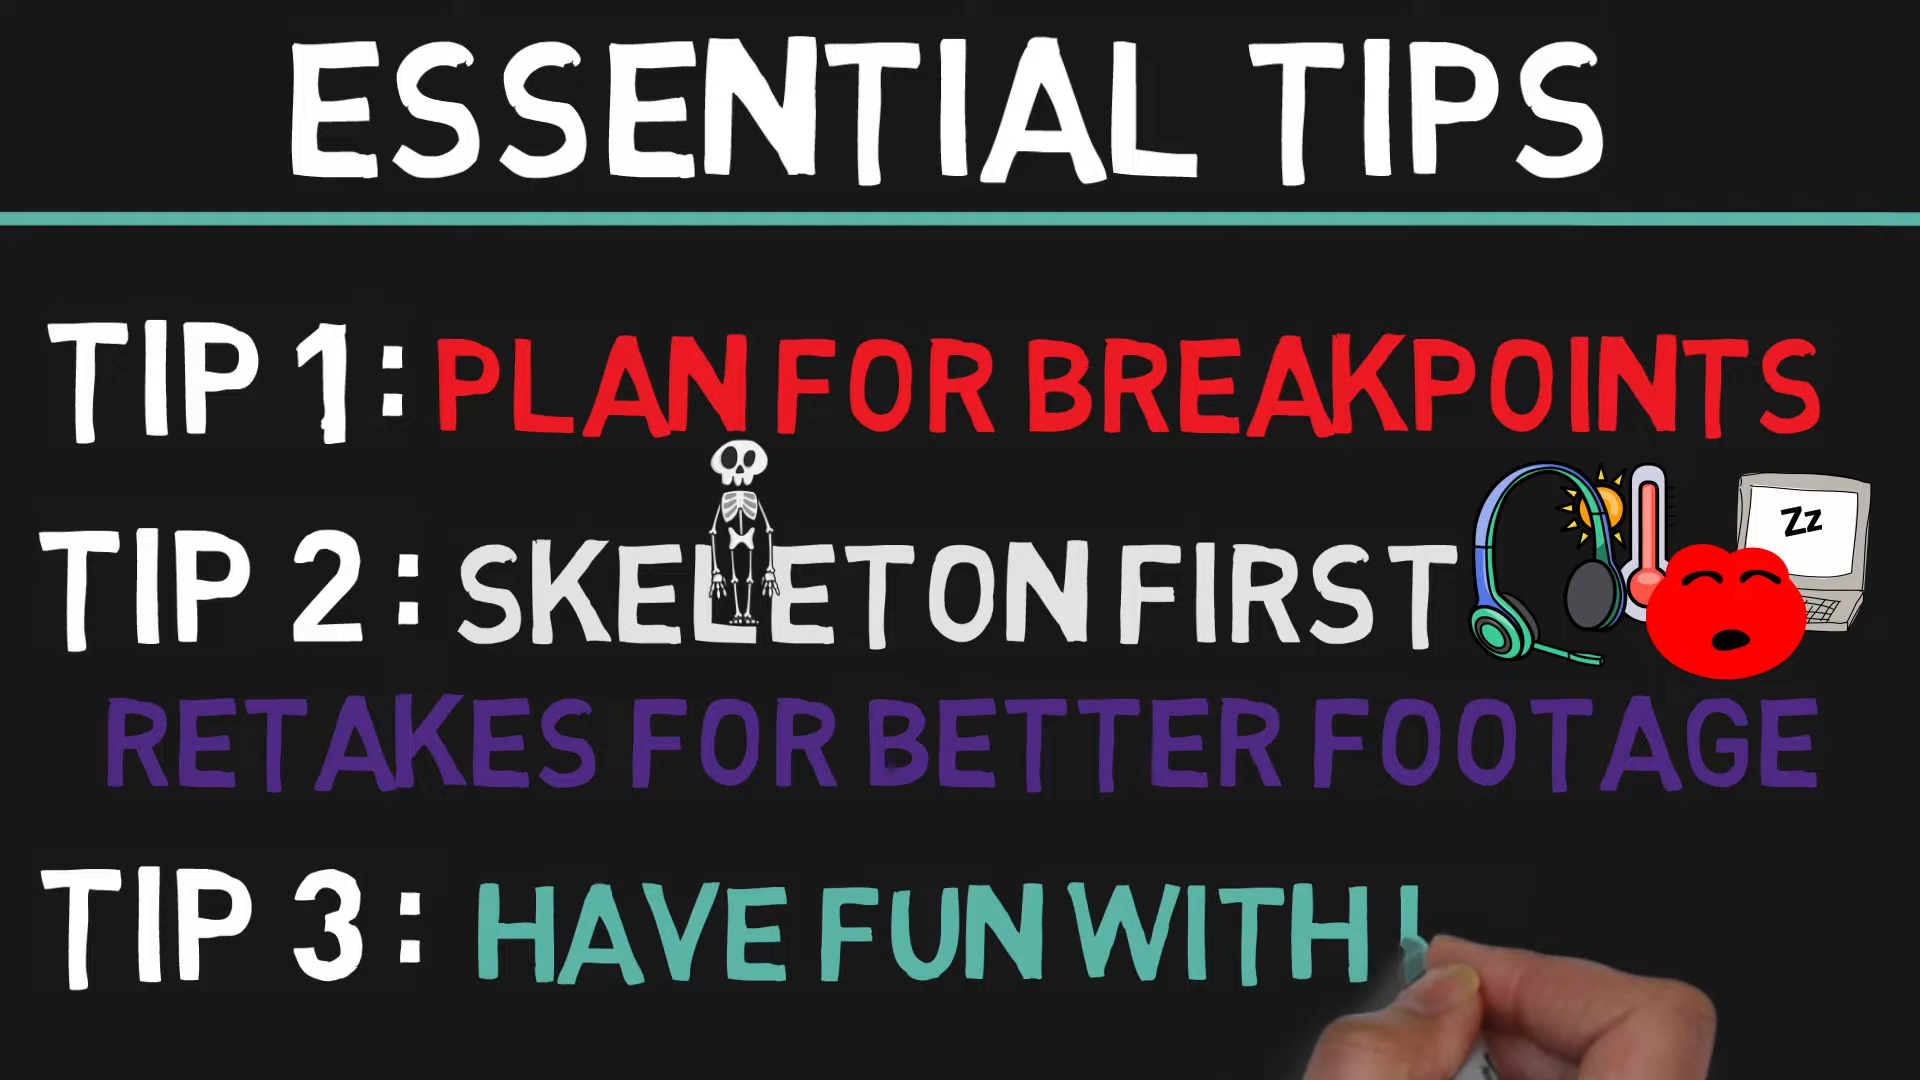 ESSENTIAL TIPS
TIP 1: PLAN FOR BREAKPOINTS
Zz
TIP 2: SKELETON FIRST
RETAKES FOR BETTER FOOTAGE
TIP 3: HAVE FUN WITH I